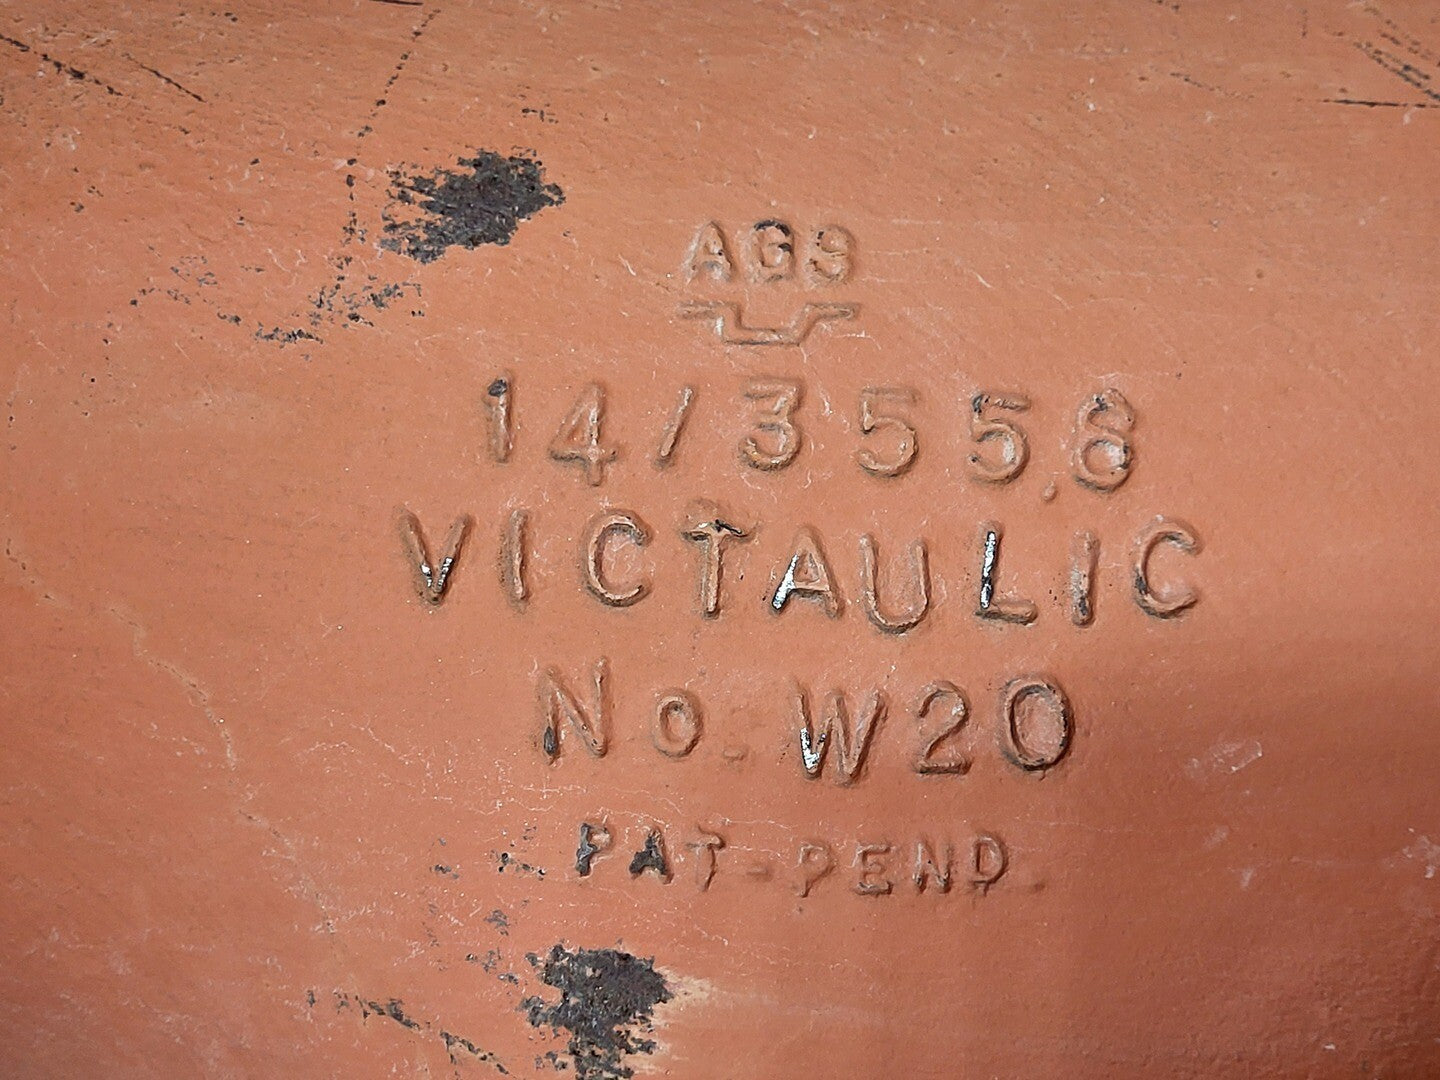 AGS
14/355.8
VICTAULIC
No. W20
PAT-PEND.